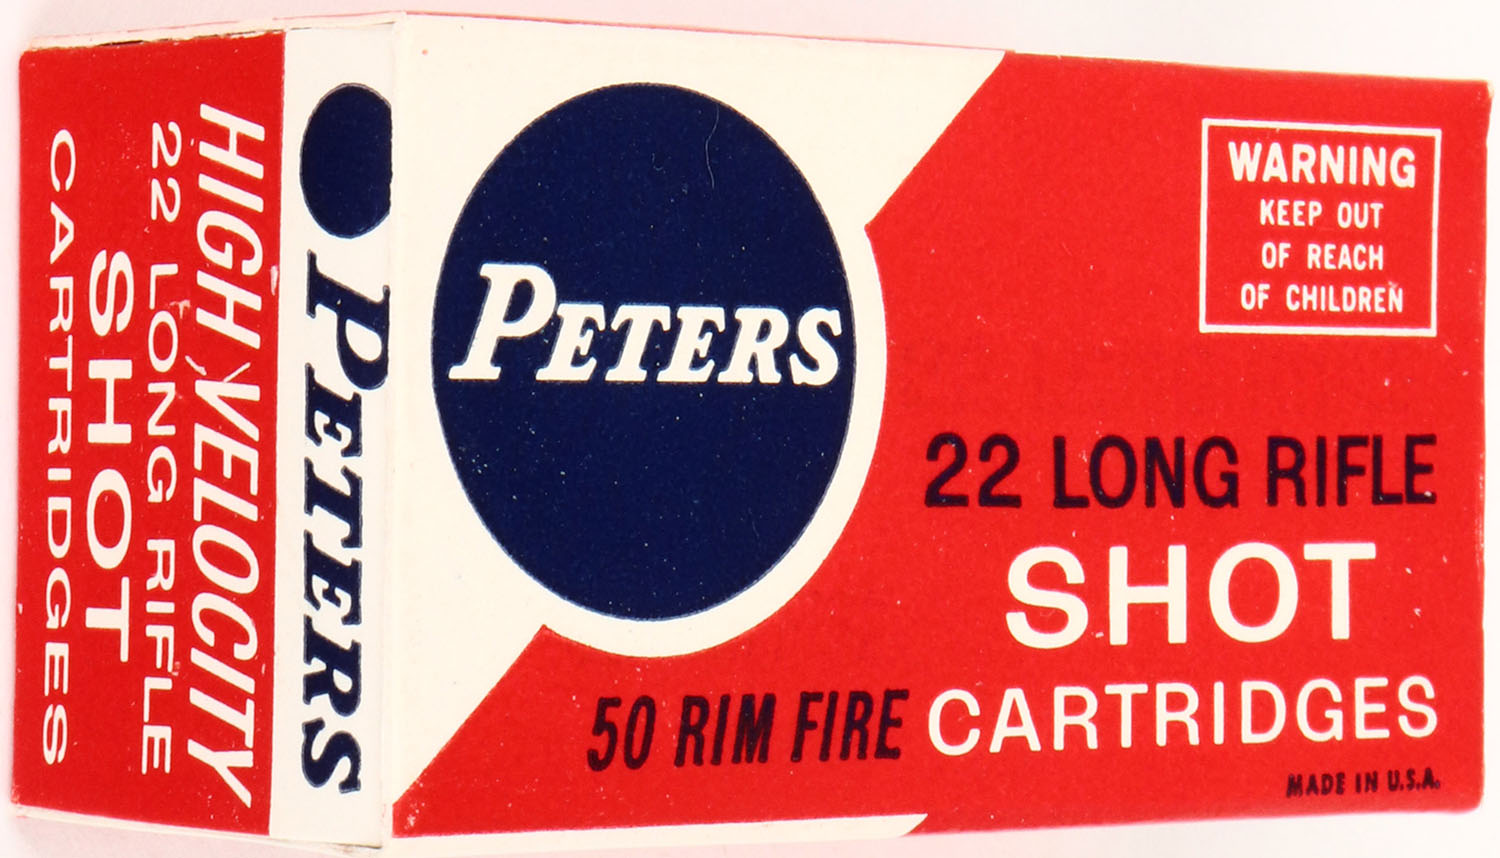 HIGH VELOCITY
22 LONG RIFLE
SHOT
CARTRIDGES
PETERS
PETERS
WARNING
KEEP OUT
OF REACH
OF CHILDREN
22 LONG RIFLE
SHOT
50 RIM FIRE CARTRIDGES
MADE IN U.S.A.